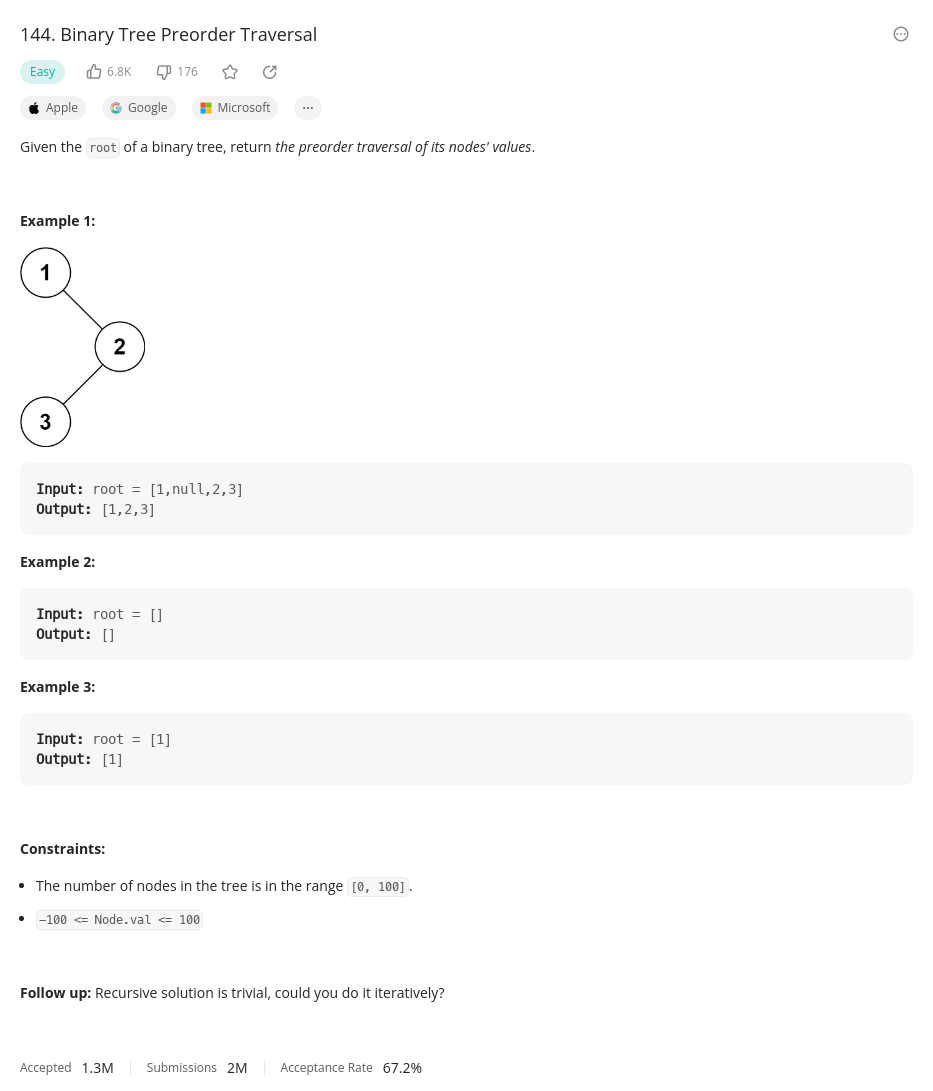 144. Binary Tree Preorder Traversal
Easy 6.8K 176
Apple Google Microsoft ...
Given the root of a binary tree, return the preorder traversal of its nodes' values.
Example 1:
1
2
3
Input: root = [1,null,2,3]
Output: [1,2,3]
Example 2:
Input: root = []
Output: []
Example 3:
Input: root = [1]
Output: [1]
Constraints:
• The number of nodes in the tree is in the range [0, 100].
• -100 <= Node.val <= 100
Follow up: Recursive solution is trivial, could you do it iteratively?
Accepted 1.3M Submissions 2M Acceptance Rate 67.2%